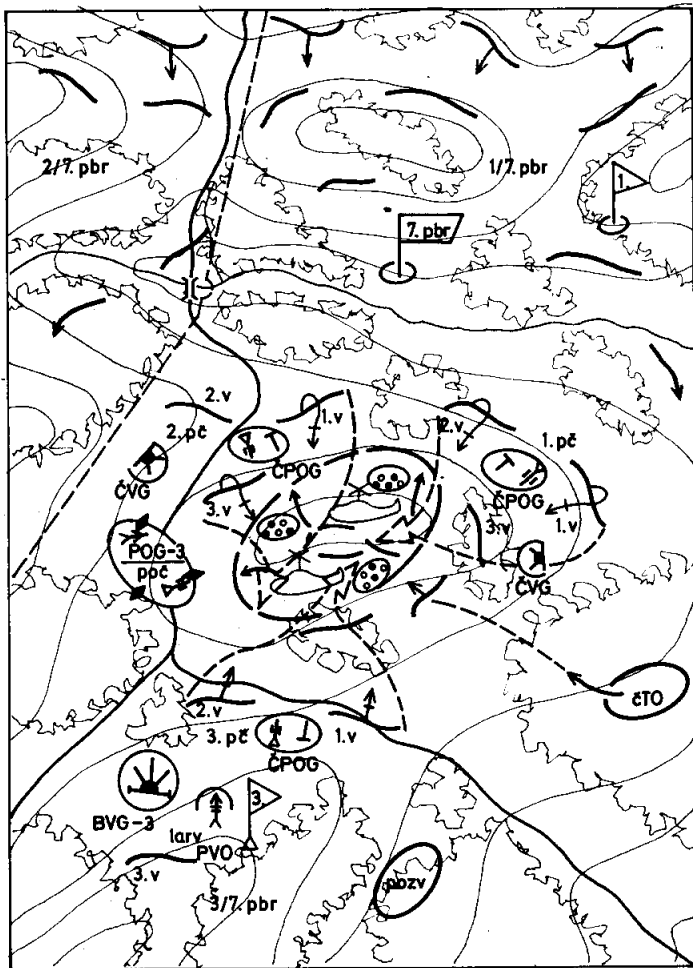 2/7. pbr
1/7. pbr
1.
7. pbr
2.v
2. pč
1.v
2.v
1. pč
ČPOG
ČPOG
ČVG
3.v
3.v
1.v
POG-3
poč
ČVG
čTO
2.v
3. pč
1.v
ČPOG
BVG-3
larv
PVO
3.
3.v
3/7. pbr
pozv